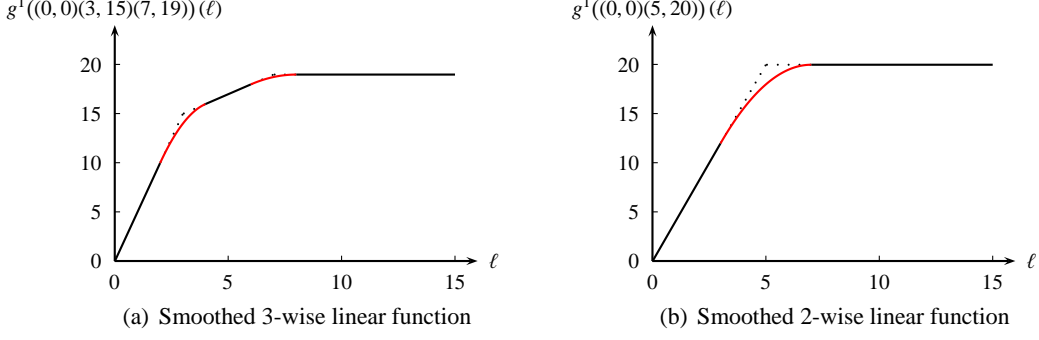 g¹((0, 0)(3, 15)(7, 19)) (ℓ)
20
15
10
5
0
0 5 10 15 ℓ
(a) Smoothed 3-wise linear function
g¹((0, 0)(5, 20)) (ℓ)
20
15
10
5
0
0 5 10 15 ℓ
(b) Smoothed 2-wise linear function